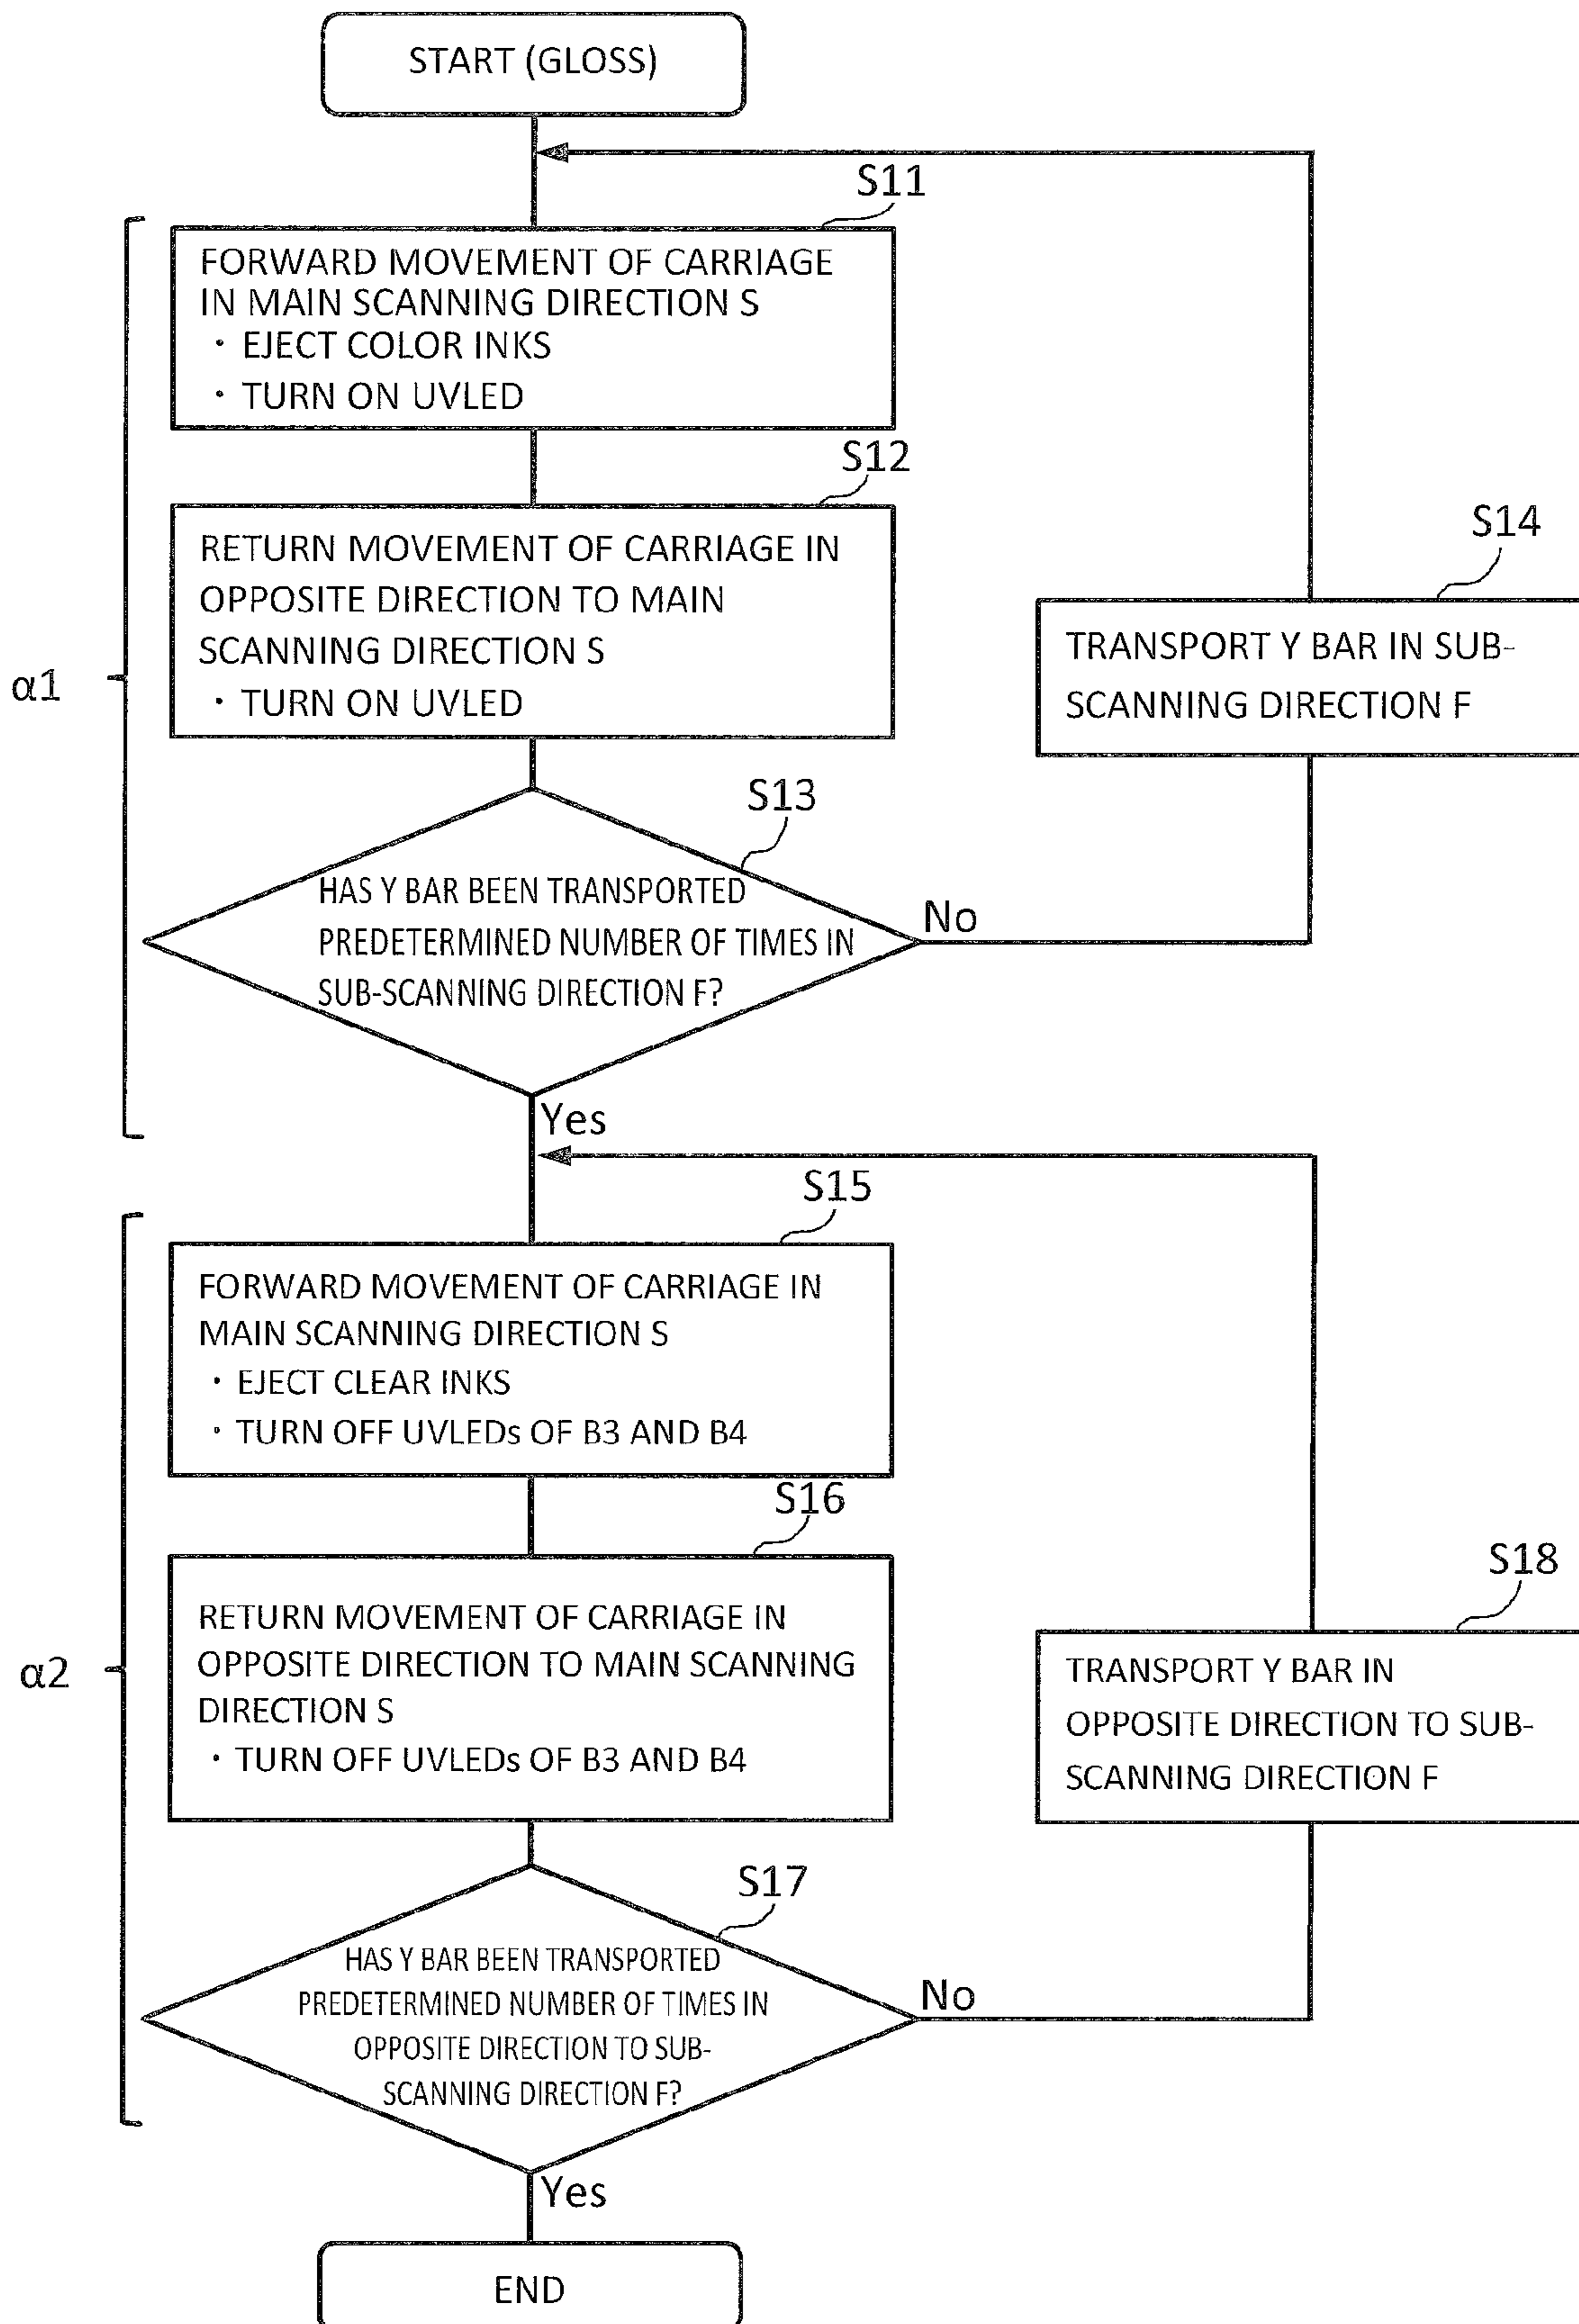 START (GLOSS)
S11
FORWARD MOVEMENT OF CARRIAGE
IN MAIN SCANNING DIRECTION S
・EJECT COLOR INKS
・TURN ON UVLED
S12
RETURN MOVEMENT OF CARRIAGE IN
OPPOSITE DIRECTION TO MAIN
SCANNING DIRECTION S
・TURN ON UVLED
S14
TRANSPORT Y BAR IN SUB-
SCANNING DIRECTION F
α1
S13
HAS Y BAR BEEN TRANSPORTED
PREDETERMINED NUMBER OF TIMES IN
SUB-SCANNING DIRECTION F?
No
Yes
S15
FORWARD MOVEMENT OF CARRIAGE IN
MAIN SCANNING DIRECTION S
・EJECT CLEAR INKS
・TURN OFF UVLEDs OF B3 AND B4
S16
RETURN MOVEMENT OF CARRIAGE IN
OPPOSITE DIRECTION TO MAIN SCANNING
DIRECTION S
・TURN OFF UVLEDs OF B3 AND B4
S18
TRANSPORT Y BAR IN
OPPOSITE DIRECTION TO SUB-
SCANNING DIRECTION F
α2
S17
HAS Y BAR BEEN TRANSPORTED
PREDETERMINED NUMBER OF TIMES IN
OPPOSITE DIRECTION TO SUB-
SCANNING DIRECTION F?
No
Yes
END